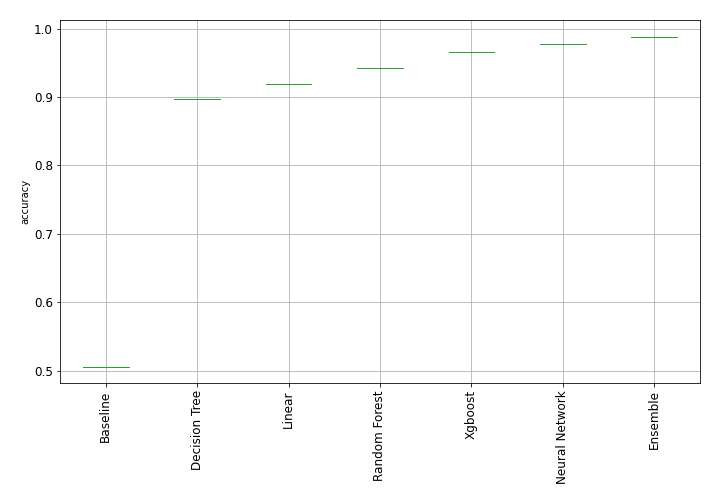 1.0
0.9
0.8
0.7
0.6
0.5
accuracy
Baseline
Decision Tree
Linear
Random Forest
Xgboost
Neural Network
Ensemble